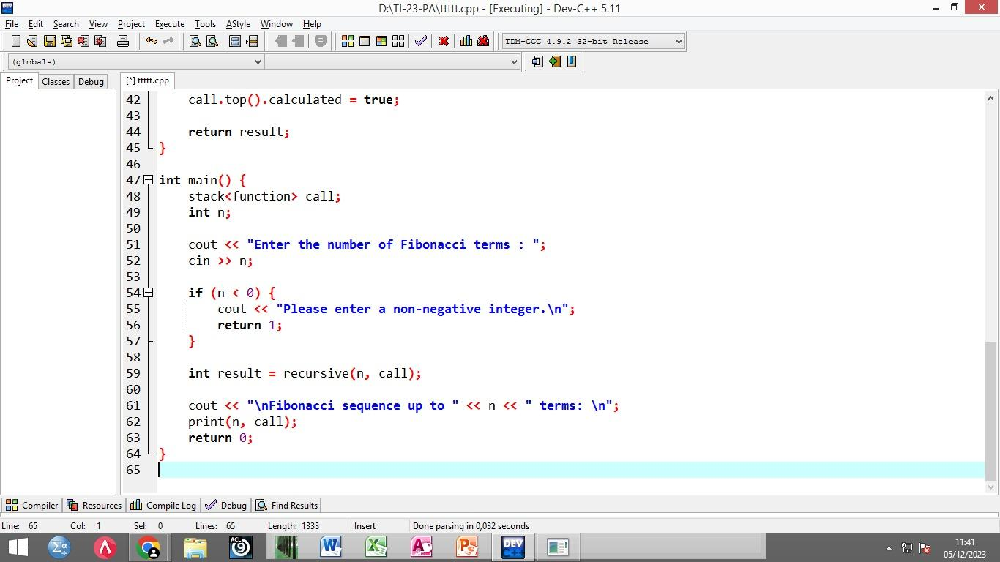 D:\TI-23-PA\ttttt.cpp - [Executing] - Dev-C++ 5.11
File Edit Search View Project Execute Tools AStyle Window Help
TDM-GCC 4.9.2 32-bit Release
(globals)
Project Classes Debug [*] ttttt.cpp
42 call.top().calculated = true;
43
44 return result;
45 }
46
47 int main() {
48 stack<function> call;
49 int n;
50
51 cout << "Enter the number of Fibonacci terms : ";
52 cin >> n;
53
54 if (n < 0) {
55 cout << "Please enter a non-negative integer.\n";
56 return 1;
57 }
58
59 int result = recursive(n, call);
60
61 cout << "\nFibonacci sequence up to " << n << " terms: \n";
62 print(n, call);
63 return 0;
64 }
65
Compiler Resources Compile Log Debug Find Results
Line: 65 Col: 1 Sel: 0 Lines: 65 Length: 1333 Insert Done parsing in 0,032 seconds
DEV
Σα
ACL
9
W
X
A
P
DEV
C++
11:41
05/12/2023